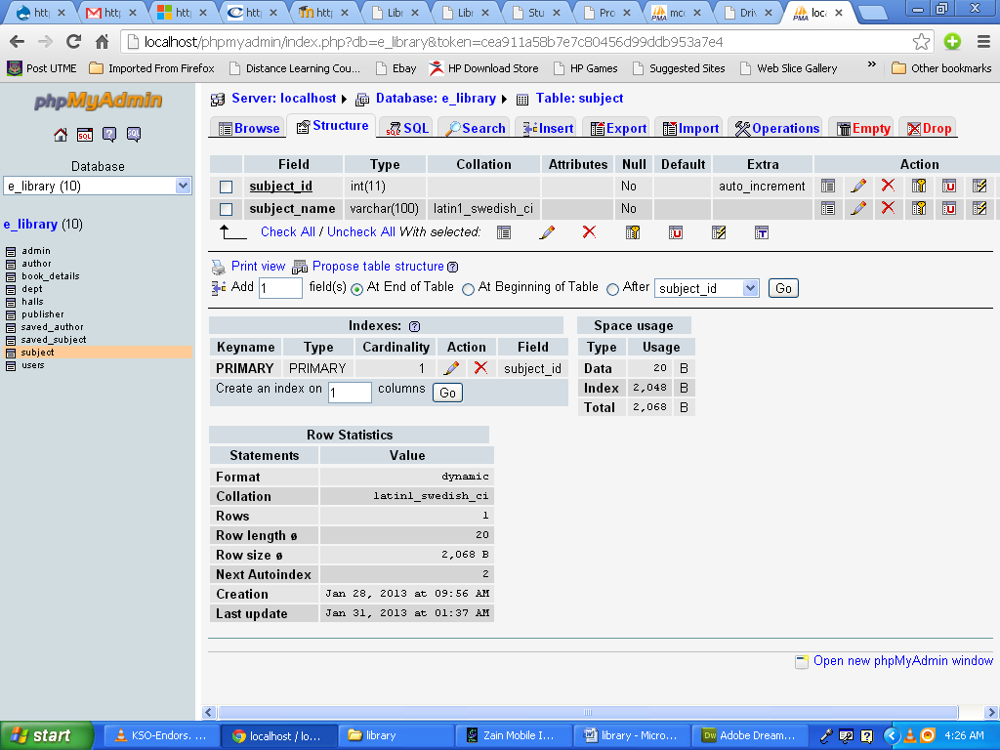 htt htt htt htt htt Libr Libr Stu Pro mc Driv loca
localhost/phpmyadmin/index.php?db=e_library&token=cea911a58b7e7c80456d99ddb953a7e4
Post UTME Imported From Firefox Distance Learning Cou... Ebay HP Download Store HP Games Suggested Sites Web Slice Gallery » Other bookmarks
phpMyAdmin
SQL
Database
e_library (10)
e_library (10)
admin
author
book_details
dept
halls
publisher
saved_author
saved_subject
subject
users
Server: localhost Database: e_library Table: subject
Browse Structure SQL Search Insert Export Import Operations Empty Drop
Field Type Collation Attributes Null Default Extra Action
subject_id int(11) No auto_increment
subject_name varchar(100) latin1_swedish_ci No
Check All / Uncheck All With selected:
Print view Propose table structure
Add 1 field(s) At End of Table At Beginning of Table After subject_id Go
Indexes:
Keyname Type Cardinality Action Field
PRIMARY PRIMARY 1 subject_id
Create an index on 1 columns Go
Space usage
Type Usage
Data 20 B
Index 2,048 B
Total 2,068 B
Row Statistics
Statements Value
Format dynamic
Collation latin1_swedish_ci
Rows 1
Row length ø 20
Row size ø 2,068 B
Next Autoindex 2
Creation Jan 28, 2013 at 09:56 AM
Last update Jan 31, 2013 at 01:37 AM
Open new phpMyAdmin window
start KSO-Endors. ... localhost / lo... library Zain Mobile I... library - Micro... Adobe Dream... 4:26 AM